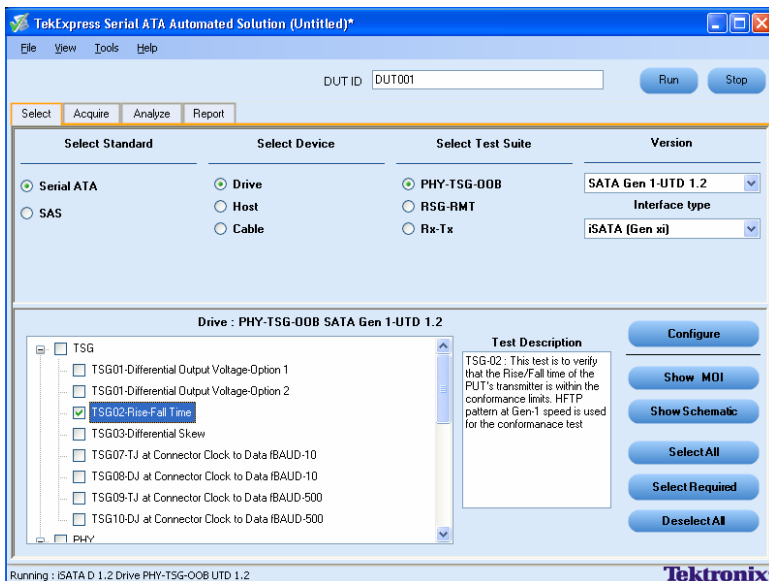 TekExpress Serial ATA Automated Solution (Untitled)*
File View Tools Help
DUT ID DUT001 Run Stop
Select Acquire Analyze Report
Select Standard Select Device Select Test Suite Version
Serial ATA Drive PHY-TSG-OOB SATA Gen 1-UTD 1.2
SAS Host RSG-RMT Interface type
Cable Rx-Tx iSATA (Gen xi)
Drive : PHY-TSG-OOB SATA Gen 1-UTD 1.2
TSG
TSG01-Differential Output Voltage-Option 1
TSG01-Differential Output Voltage-Option 2
TSG02-Rise-Fall Time
TSG03-Differential Skew
TSG07-TJ at Connector Clock to Data fBAUD-10
TSG08-DJ at Connector Clock to Data fBAUD-10
TSG09-TJ at Connector Clock to Data fBAUD-500
TSG10-DJ at Connector Clock to Data fBAUD-500
PHY
Test Description
TSG-02 : This test is to verify
that the Rise/Fall time of the
PUT's transmitter is within the
conformance limits. HFTP
pattern at Gen-1 speed is used
for the conformanace test
Configure
Show MOI
Show Schematic
Select All
Select Required
Deselect All
Running : iSATA D 1.2 Drive PHY-TSG-OOB UTD 1.2
Tektronix